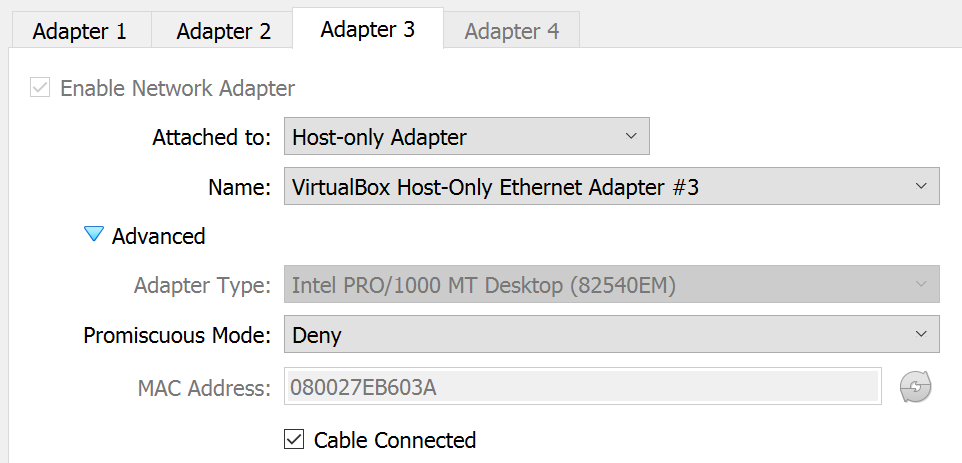 Adapter 1 Adapter 2 Adapter 3 Adapter 4
Enable Network Adapter
Attached to: Host-only Adapter
Name: VirtualBox Host-Only Ethernet Adapter #3
Advanced
Adapter Type: Intel PRO/1000 MT Desktop (82540EM)
Promiscuous Mode: Deny
MAC Address: 080027EB603A
Cable Connected